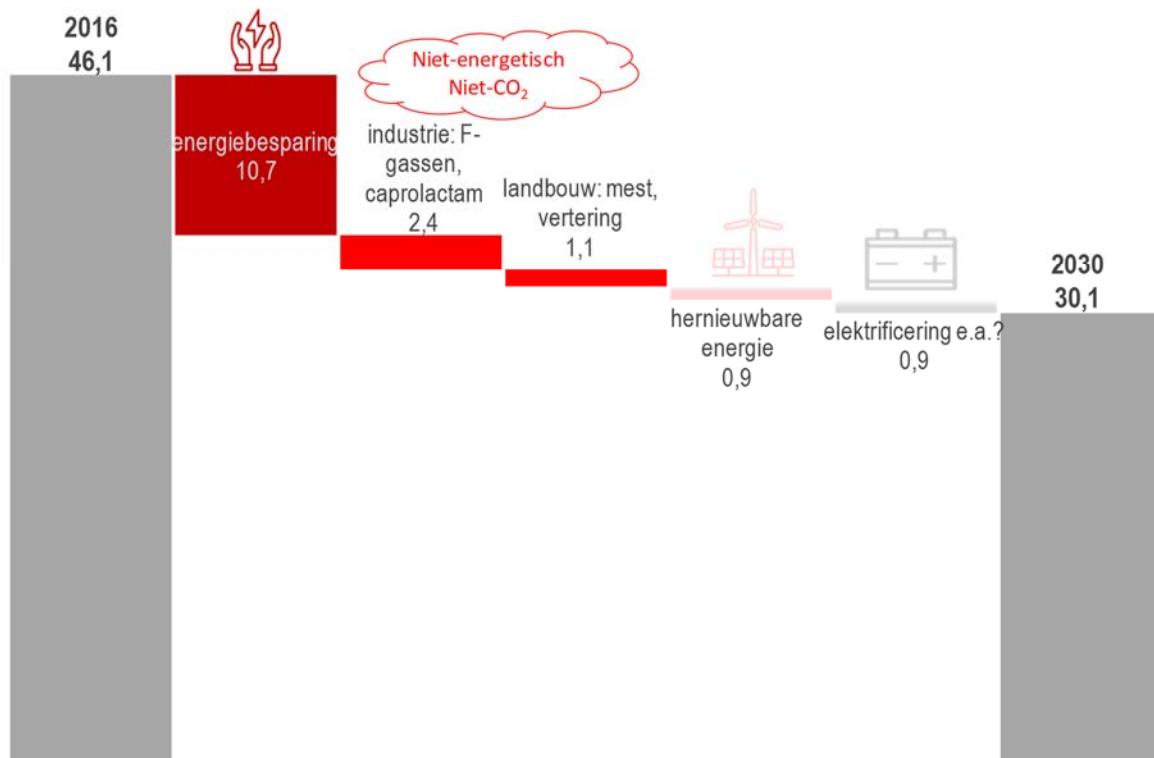 2016
46,1
energiebesparing
10,7
Niet-energetisch
Niet-CO₂
industrie: F-
gassen,
caprolactam
2,4
landbouw: mest,
vertering
1,1
hernieuwbare
energie
0,9
elektrificering e.a.?
0,9
2030
30,1